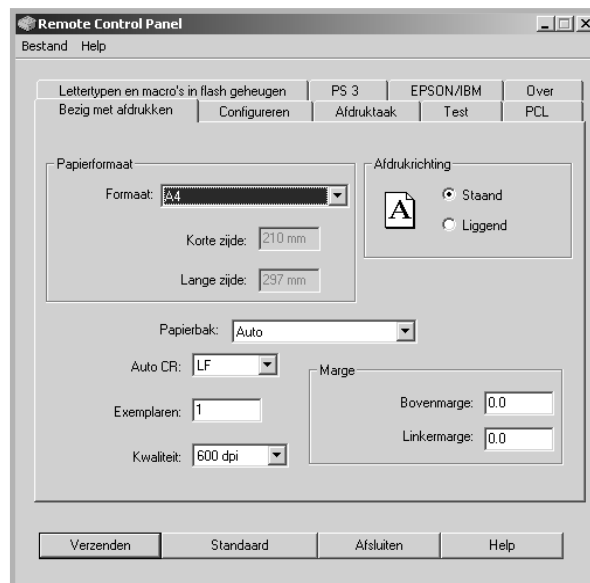 Remote Control Panel
Bestand Help
Lettertypen en macro's in flash geheugen PS 3 EPSON/IBM Over
Bezig met afdrukken Configureren Afdruktaak Test PCL
Papierformaat
Formaat: A4
Korte zijde: 210 mm
Lange zijde: 297 mm
Afdrukrichting
A
Staand
Liggend
Papierbak: Auto
Auto CR: LF
Exemplaren: 1
Kwaliteit: 600 dpi
Marge
Bovenmarge: 0.0
Linkermarge: 0.0
Verzenden Standaard Afsluiten Help